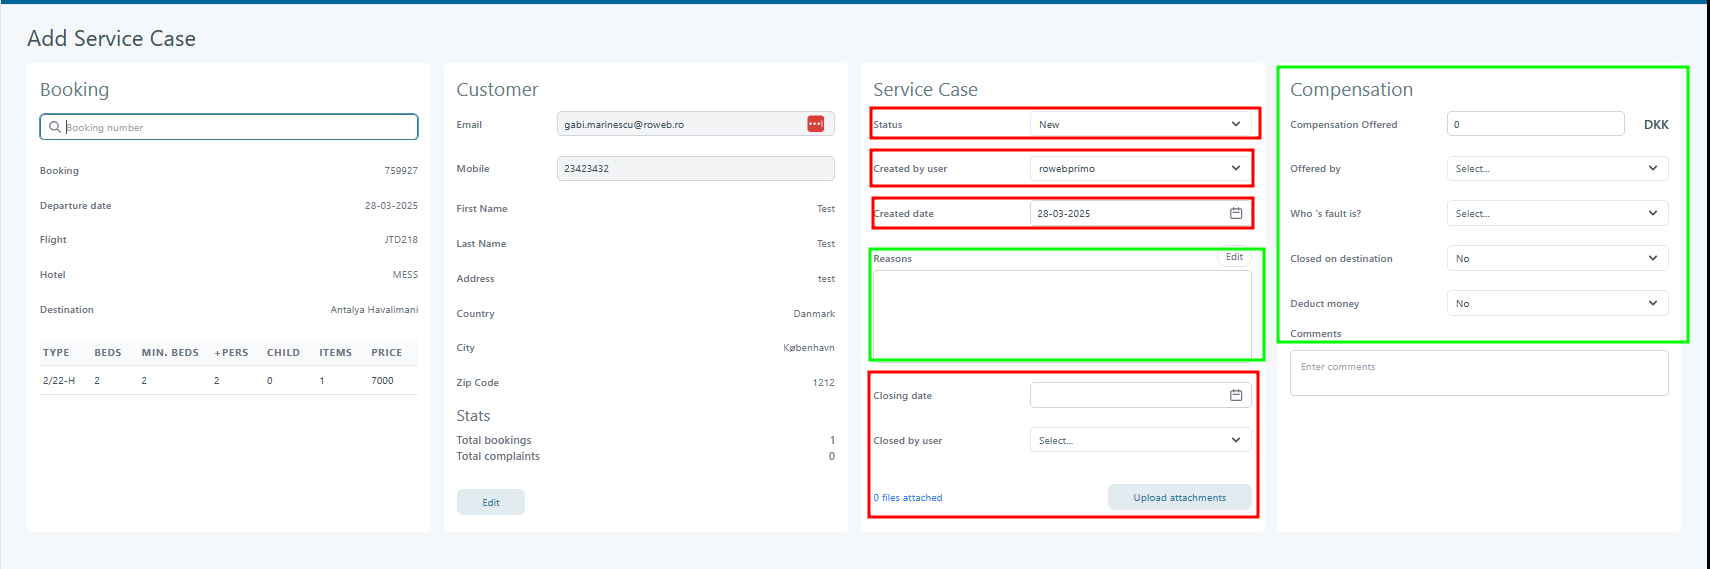 Add Service Case
Booking
Booking number
Booking 759927
Departure date 28-03-2025
Flight JTD218
Hotel MESS
Destination Antalya Havalimani
TYPE BEDS MIN. BEDS +PERS CHILD ITEMS PRICE
2/22-H 2 2 2 0 1 7000
Customer
Email gabi.marinescu@roweb.ro
Mobile 23423432
First Name Test
Last Name Test
Address test
Country Danmark
City København
Zip Code 1212
Stats
Total bookings 1
Total complaints 0
Edit
Service Case
Status New
Created by user rowebprimo
Created date 28-03-2025
Reasons Edit
Closing date
Closed by user Select...
0 files attached Upload attachments
Compensation
Compensation Offered 0 DKK
Offered by Select...
Who 's fault is? Select...
Closed on destination No
Deduct money No
Comments
Enter comments